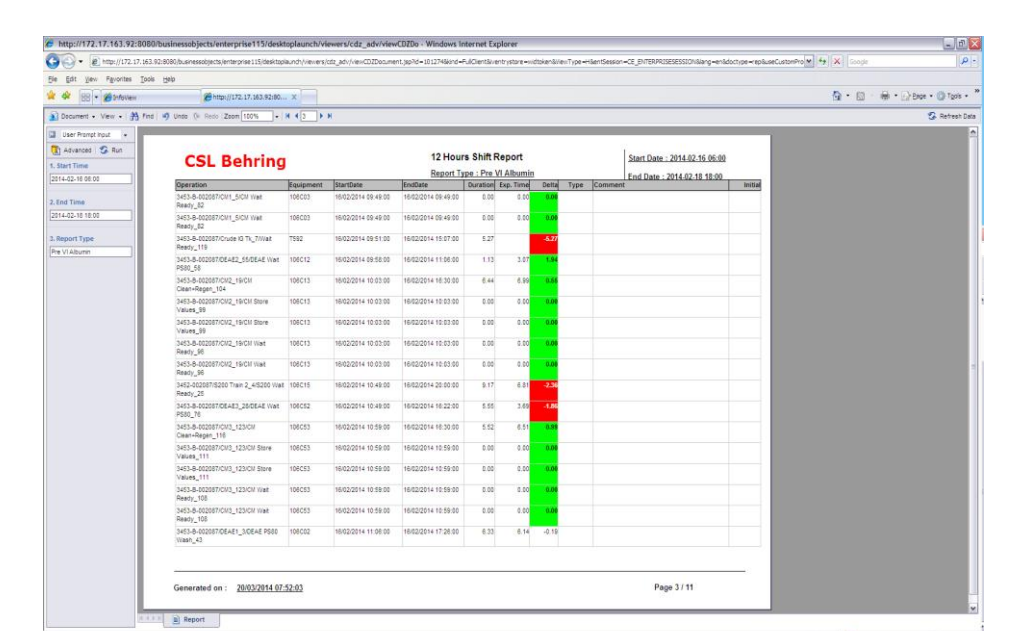 http://172.17.163.92:8080/businessobjects/enterprise115/desktoplaunch/viewers/cdz_adv/viewCDZDo - Windows Internet Explorer
File Edit View Favorites Tools Help
InfoView http://172.17.163.92:80... X Page Tools
Document View Find Undo Redo Zoom 100% 3 Refresh Data
User Prompt Input
Advanced Run
1. Start Time
2014-02-16 06:00
2. End Time
2014-02-18 18:00
3. Report Type
Pre VI Albumin
CSL Behring
12 Hours Shift Report
Start Date : 2014-02-16 06:00
Report Type : Pre VI Albumin
End Date : 2014-02-18 18:00
Operation Equipment StartDate EndDate Duration Exp. Time Delta Type Comment Initial
3453-B-002087/CM1_5/CM Wait 106C03 16/02/2014 09:49:00 16/02/2014 09:49:00 0.00 0.00 0.00
Ready_82
3453-B-002087/CM1_5/CM Wait 106C03 16/02/2014 09:49:00 16/02/2014 09:49:00 0.00 0.00 0.00
Ready_82
3453-B-002087/Crude IG Tk_7/Wait T592 16/02/2014 09:51:00 16/02/2014 15:07:00 5.27 -5.27
Ready_119
3453-B-002087/DEAE2_55/DEAE Wait 106C12 16/02/2014 09:58:00 16/02/2014 11:06:00 1.13 3.07 1.94
PS80_58
3453-B-002087/CM2_19/CM 106C13 16/02/2014 10:03:00 16/02/2014 16:30:00 6.44 6.99
Clean+Regen_104
3453-B-002087/CM2_19/CM Store 106C13 16/02/2014 10:03:00 16/02/2014 10:03:00 0.00 0.00 0.00
Values_99
3453-B-002087/CM2_19/CM Store 106C13 16/02/2014 10:03:00 16/02/2014 10:03:00 0.00 0.00 0.00
Values_99
3453-B-002087/CM2_19/CM Wait 106C13 16/02/2014 10:03:00 16/02/2014 10:03:00 0.00 0.00 0.00
Ready_96
3453-B-002087/CM2_19/CM Wait 106C13 16/02/2014 10:03:00 16/02/2014 10:03:00 0.00 0.00 0.00
Ready_96
3452-002087/S200 Train 2_4/S200 Wait 106C15 16/02/2014 10:49:00 16/02/2014 20:00:00 9.17 6.81 -2.36
Ready_25
3453-B-002087/DEAE3_28/DEAE Wait 106C52 16/02/2014 10:49:00 16/02/2014 16:22:00 5.55 3.69 -1.86
PS80_76
3453-B-002087/CM3_123/CM 106C53 16/02/2014 10:59:00 16/02/2014 16:30:00 5.52 6.51 0.99
Clean+Regen_116
3453-B-002087/CM3_123/CM Store 106C53 16/02/2014 10:59:00 16/02/2014 10:59:00 0.00 0.00 0.00
Values_111
3453-B-002087/CM3_123/CM Store 106C53 16/02/2014 10:59:00 16/02/2014 10:59:00 0.00 0.00 0.00
Values_111
3453-B-002087/CM3_123/CM Wait 106C53 16/02/2014 10:59:00 16/02/2014 10:59:00 0.00 0.00 0.00
Ready_108
3453-B-002087/CM3_123/CM Wait 106C53 16/02/2014 10:59:00 16/02/2014 10:59:00 0.00 0.00 0.00
Ready_108
3453-B-002087/DEAE1_3/DEAE PS80 106C02 16/02/2014 11:06:00 16/02/2014 17:26:00 6.33 6.14 -0.19
Wash_43
Generated on : 20/03/2014 07:52:03 Page 3 / 11
Report